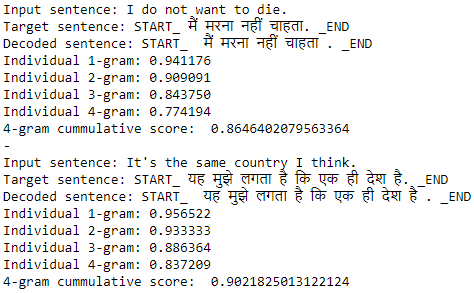 Input sentence: I do not want to die.
Target sentence: START_ मैं मरना नहीं चाहता. _END
Decoded sentence: START_  मैं मरना नहीं चाहता . _END
Individual 1-gram: 0.941176
Individual 2-gram: 0.909091
Individual 3-gram: 0.843750
Individual 4-gram: 0.774194
4-gram cummulative score:  0.8646402079563364
-
Input sentence: It's the same country I think.
Target sentence: START_ यह मुझे लगता है कि एक ही देश है. _END
Decoded sentence: START_  यह मुझे लगता है कि एक ही देश है . _END
Individual 1-gram: 0.956522
Individual 2-gram: 0.933333
Individual 3-gram: 0.886364
Individual 4-gram: 0.837209
4-gram cummulative score:  0.9021825013122124